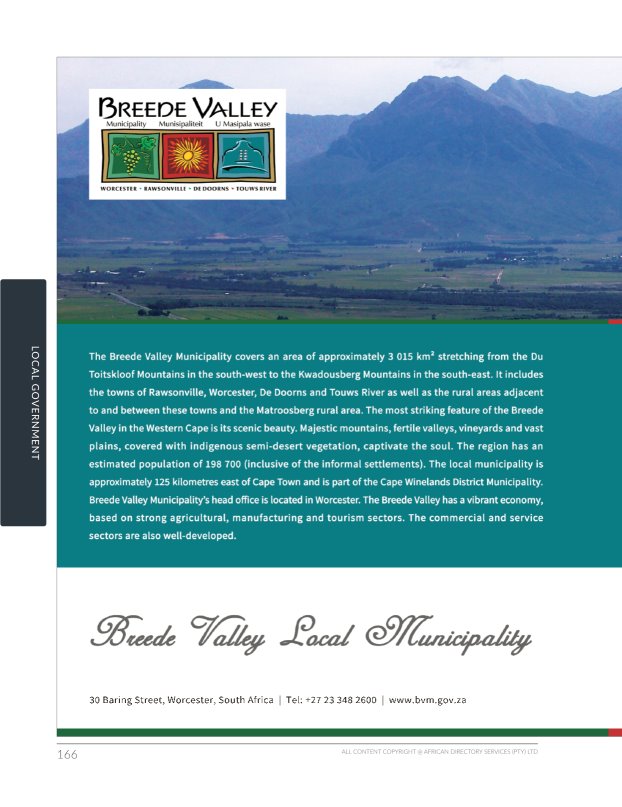 BREEDE VALLEY
Municipality Munisipaliteit U Masipala wase
WORCESTER • RAWSONVILLE • DE DOORNS • TOUWS RIVER
LOCAL GOVERNMENT
The Breede Valley Municipality covers an area of approximately 3 015 km² stretching from the Du
Toitskloof Mountains in the south-west to the Kwadousberg Mountains in the south-east. It includes
the towns of Rawsonville, Worcester, De Doorns and Touws River as well as the rural areas adjacent
to and between these towns and the Matroosberg rural area. The most striking feature of the Breede
Valley in the Western Cape is its scenic beauty. Majestic mountains, fertile valleys, vineyards and vast
plains, covered with indigenous semi-desert vegetation, captivate the soul. The region has an
estimated population of 198 700 (inclusive of the informal settlements). The local municipality is
approximately 125 kilometres east of Cape Town and is part of the Cape Winelands District Municipality.
Breede Valley Municipality's head office is located in Worcester. The Breede Valley has a vibrant economy,
based on strong agricultural, manufacturing and tourism sectors. The commercial and service
sectors are also well-developed.
Breede Valley Local Municipality
30 Baring Street, Worcester, South Africa | Tel: +27 23 348 2600 | www.bvm.gov.za
166
ALL CONTENT COPYRIGHT @ AFRICAN DIRECTORY SERVICES (PTY) LTD